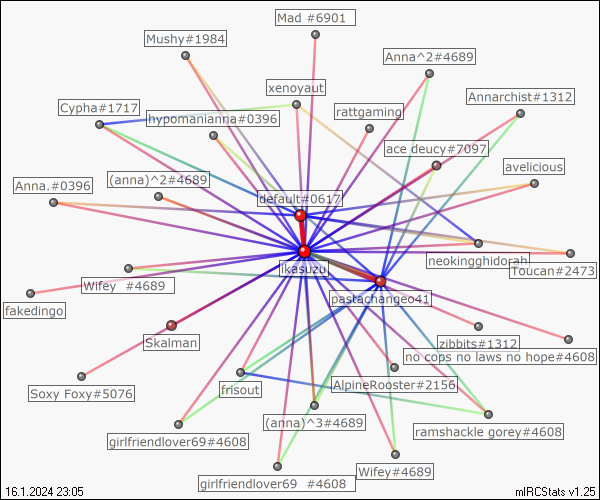 Mad #6901
Mushy#1984
Anna^2#4689
xenoyaut
Annarchist#1312
Cypha#1717
hypomanianna#0396
rattgaming
ace deucy#7097
avelicious
Anna.#0396
(anna)^2#4689
default#0617
neokingghidorah
Toucan#2473
ikasuzu
Wifey #4689
pastachangeo41
fakedingo
Skalman
zibbits#1312
no cops no laws no hope#4608
Soxy Foxy#5076
frisout
AlpineRooster#2156
(anna)^3#4689
ramshackle gorey#4608
girlfriendlover69#4608
Wifey#4689
girlfriendlover69 #4608
16.1.2024 23:05
mIRCStats v1.25